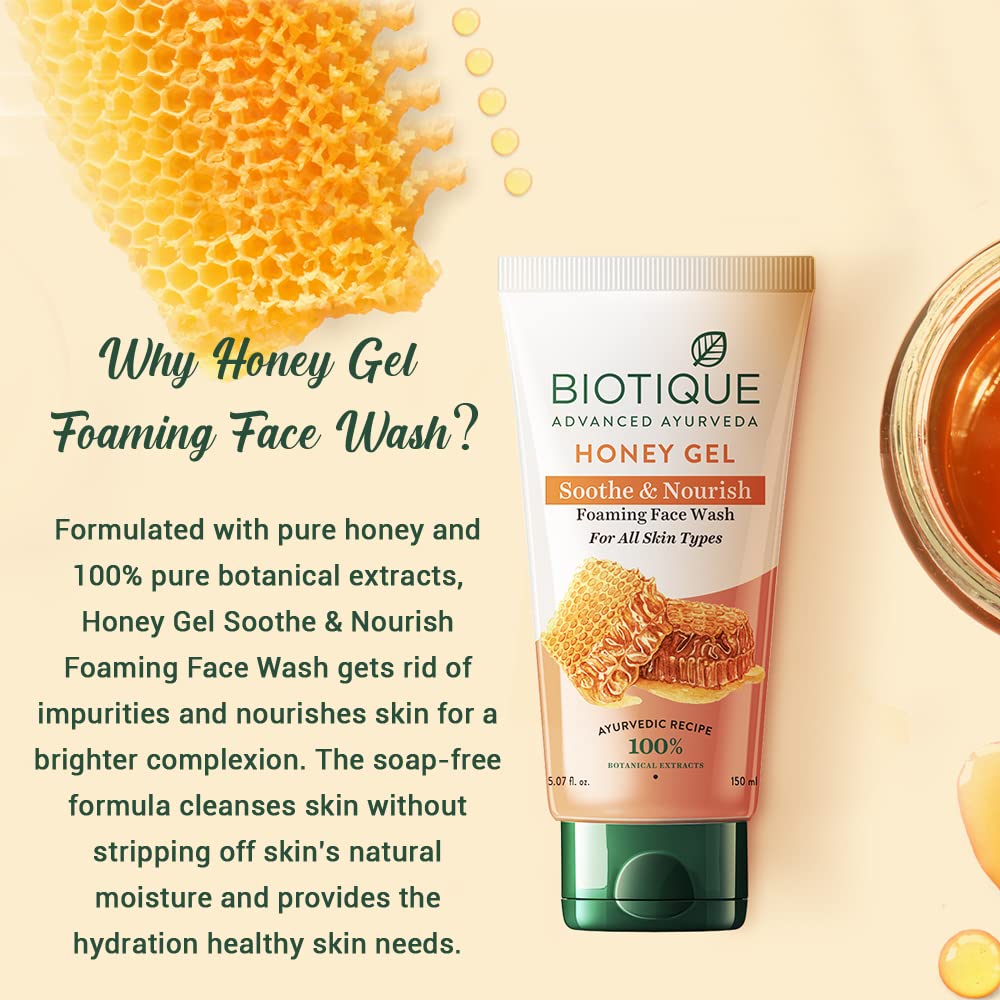 Why Honey Gel
Foaming Face Wash?
Formulated with pure honey and
100% pure botanical extracts,
Honey Gel Soothe & Nourish
Foaming Face Wash gets rid of
impurities and nourishes skin for a
brighter complexion. The soap-free
formula cleanses skin without
stripping off skin's natural
moisture and provides the
hydration healthy skin needs.
BIOTIQUE
ADVANCED AYURVEDA
HONEY GEL
Soothe & Nourish
Foaming Face Wash
For All Skin Types
AYURVEDIC RECIPE
100%
BOTANICAL EXTRACTS
5.07 fl. oz. 150 ml